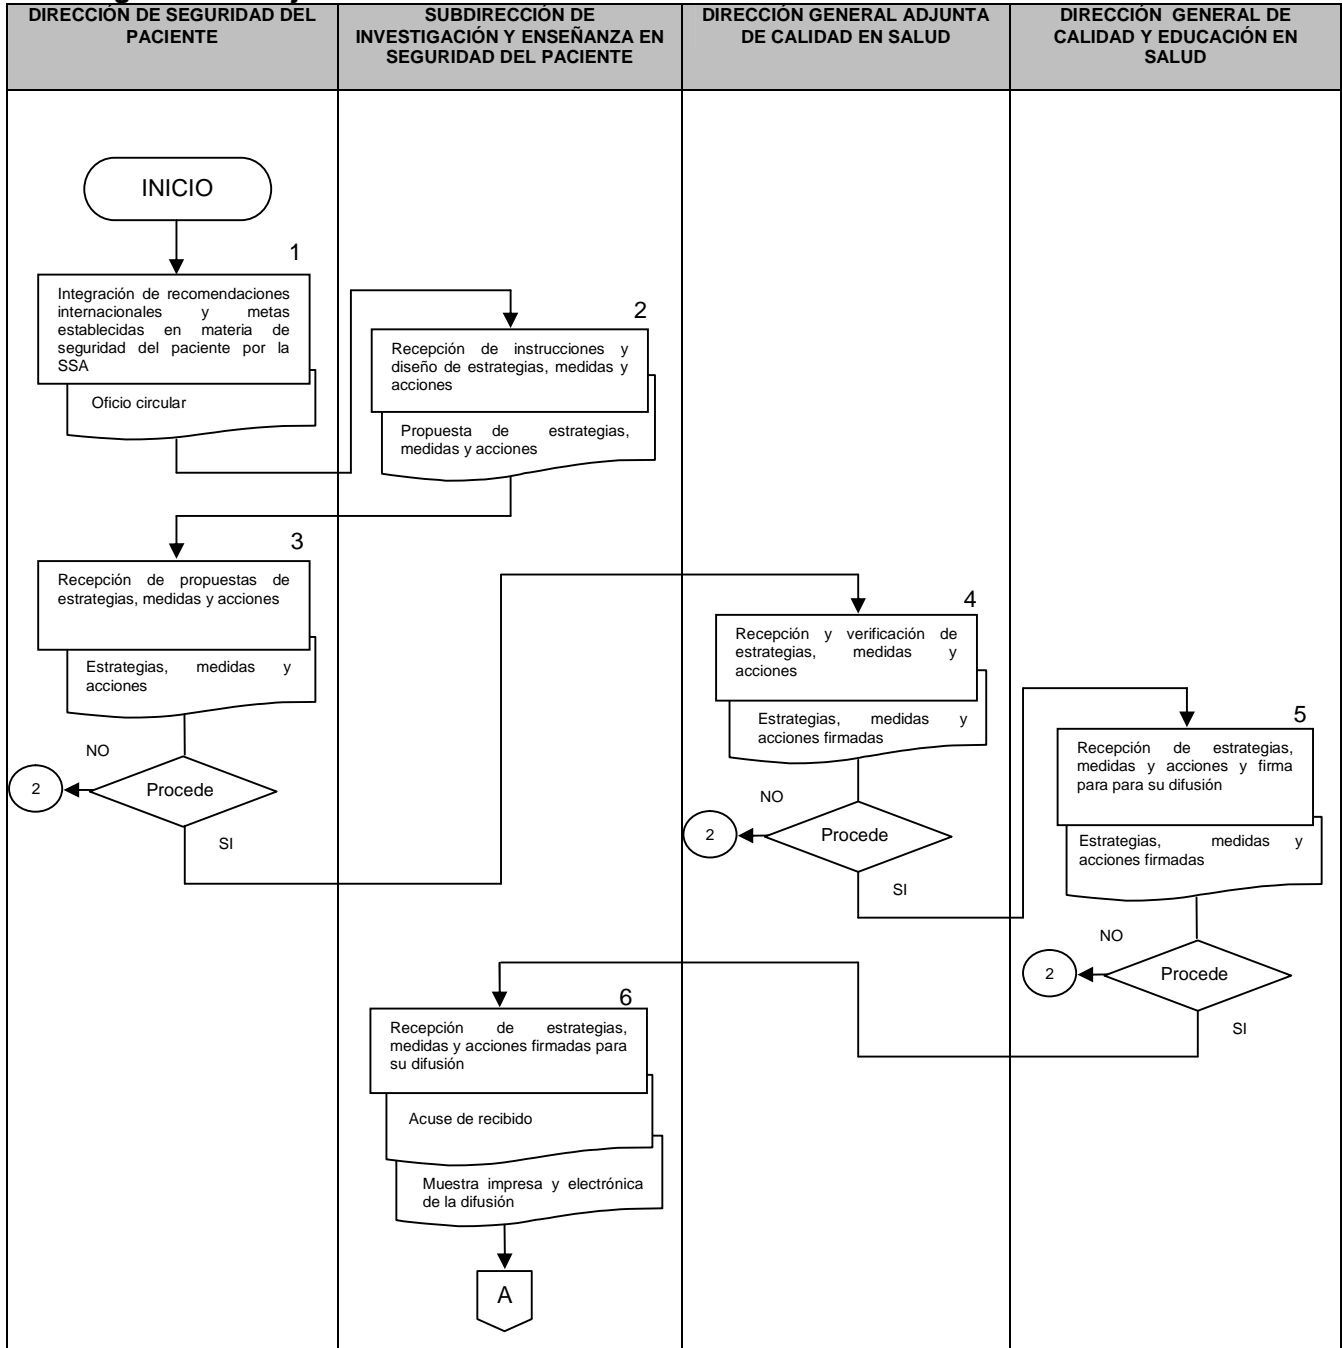 DIRECCIÓN DE SEGURIDAD DEL
PACIENTE
SUBDIRECCIÓN DE
INVESTIGACIÓN Y ENSEÑANZA EN
SEGURIDAD DEL PACIENTE
DIRECCIÓN GENERAL ADJUNTA
DE CALIDAD EN SALUD
DIRECCIÓN GENERAL DE
CALIDAD Y EDUCACIÓN EN
SALUD
INICIO
1
Integración de recomendaciones
internacionales y metas
establecidas en materia de
seguridad del paciente por la
SSA
Oficio circular
2
Recepción de instrucciones y
diseño de estrategias, medidas y
acciones
Propuesta de estrategias,
medidas y acciones
3
Recepción de propuestas de
estrategias, medidas y acciones
Estrategias, medidas y
acciones
NO
2
Procede
SI
4
Recepción y verificación de
estrategias, medidas y
acciones
Estrategias, medidas y
acciones firmadas
NO
2
Procede
SI
5
Recepción de estrategias,
medidas y acciones y firma
para para su difusión
Estrategias, medidas y
acciones firmadas
NO
2
Procede
SI
6
Recepción de estrategias,
medidas y acciones firmadas para
su difusión
Acuse de recibido
Muestra impresa y electrónica
de la difusión
A